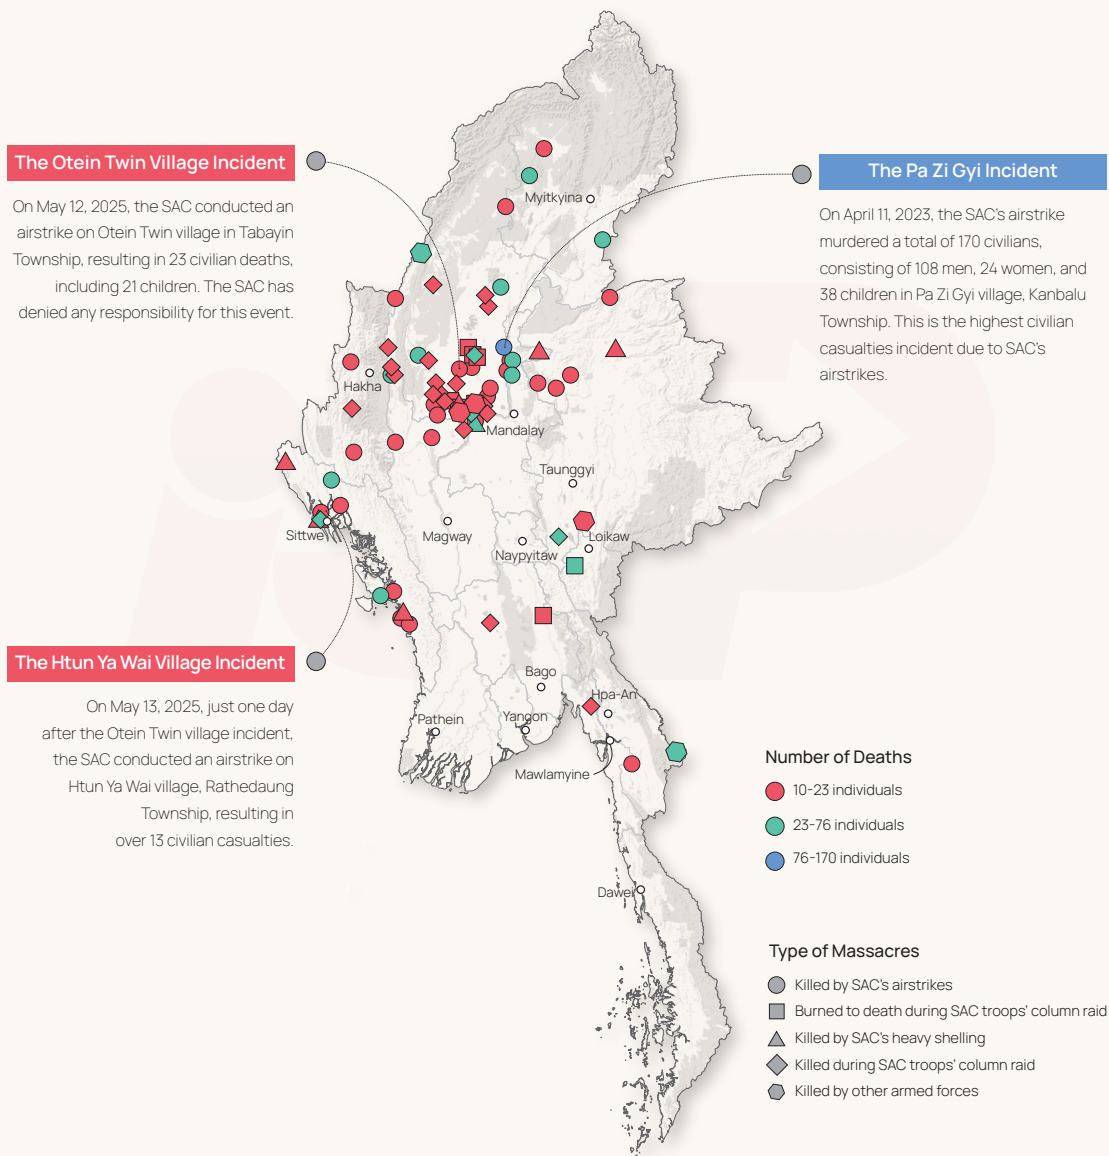 The Otein Twin Village Incident
On May 12, 2025, the SAC conducted an
airstrike on Otein Twin village in Tabayin
Township, resulting in 23 civilian deaths,
including 21 children. The SAC has
denied any responsibility for this event.
The Pa Zi Gyi Incident
On April 11, 2023, the SAC's airstrike
murdered a total of 170 civilians,
consisting of 108 men, 24 women, and
38 children in Pa Zi Gyi village, Kanbalu
Township. This is the highest civilian
casualties incident due to SAC's
airstrikes.
Myitkyina
Hakha
Mandalay
Taunggyi
Sittwe
Magway
Naypyitaw
Loikaw
The Htun Ya Wai Village Incident
On May 13, 2025, just one day
after the Otein Twin village incident,
the SAC conducted an airstrike on
Htun Ya Wai village, Rathedaung
Township, resulting in
over 13 civilian casualties.
Bago
Hpa-An
Pathein
Yangon
Mawlamyine
Dawei
Number of Deaths
10-23 individuals
23-76 individuals
76-170 individuals
Type of Massacres
Killed by SAC's airstrikes
Burned to death during SAC troops' column raid
Killed by SAC's heavy shelling
Killed during SAC troops' column raid
Killed by other armed forces